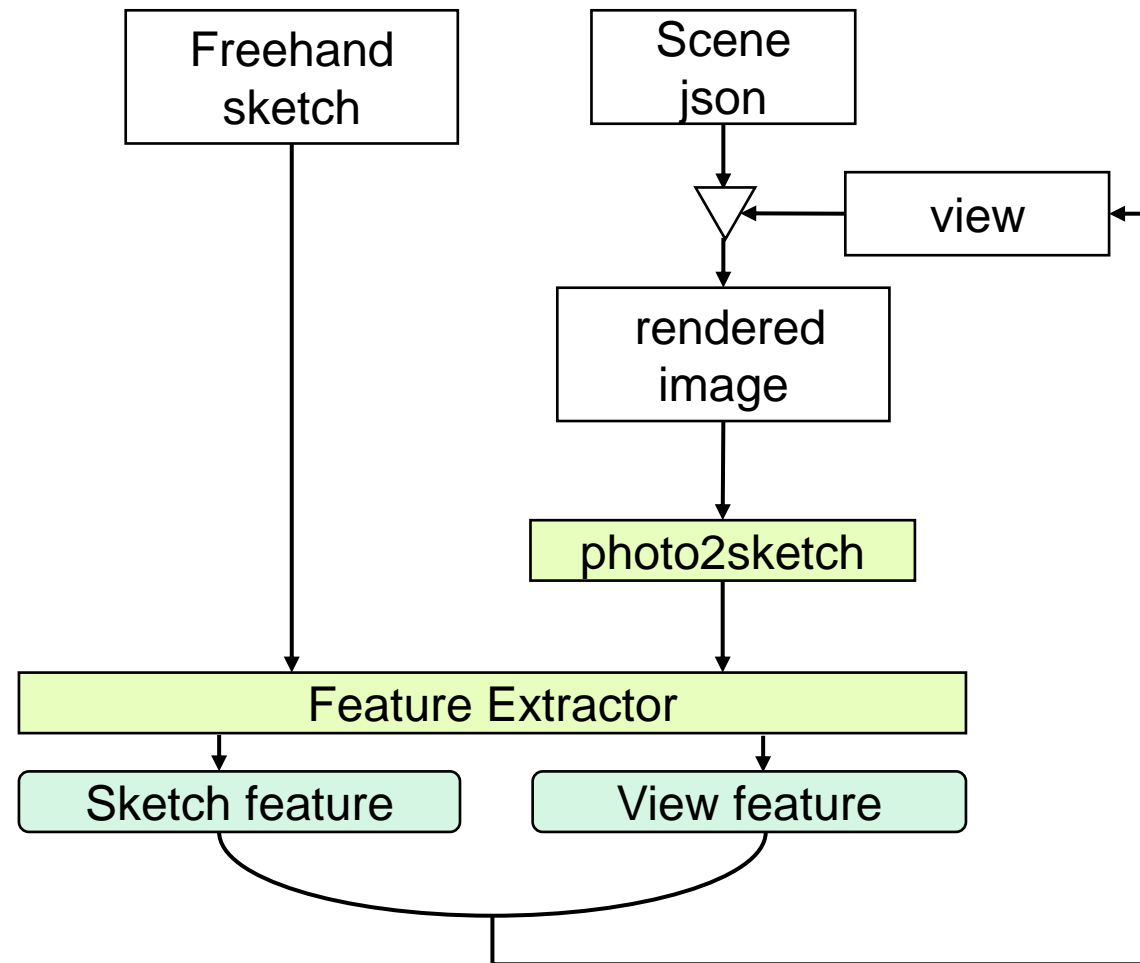 Freehand
sketch
Scene
json
view
rendered
image
photo2sketch
Feature Extractor
Sketch feature
View feature